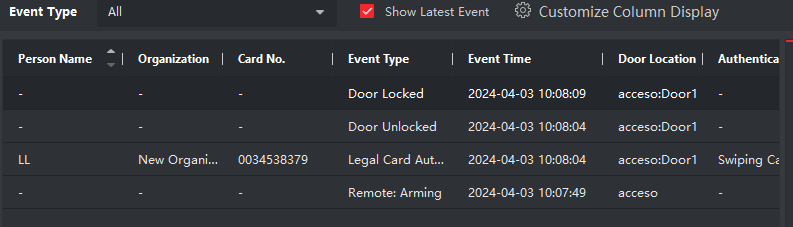 Event Type All Show Latest Event Customize Column Display
Person Name Organization Card No. Event Type Event Time Door Location Authentica
- - - Door Locked 2024-04-03 10:08:09 acceso:Door1 -
- - - Door Unlocked 2024-04-03 10:08:04 acceso:Door1 -
LL New Organi... 0034538379 Legal Card Aut... 2024-04-03 10:08:04 acceso:Door1 Swiping Ca
- - - Remote: Arming 2024-04-03 10:07:49 acceso -